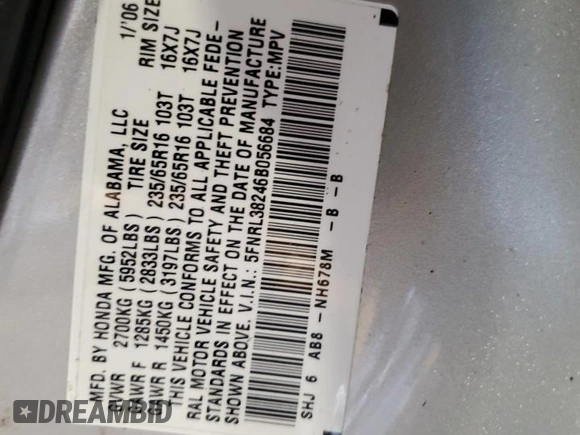 MFD. BY HONDA MFG. OF ALABAMA, LLC 1/'06
GVWR 2700KG (5952LBS) TIRE SIZE RIM SIZE
GAWR F 1285KG (2833LBS) 235/65R16 103T 16X7J
GAWR R 1450KG (3197LBS) 235/65R16 103T 16X7J
THIS VEHICLE CONFORMS TO ALL APPLICABLE FEDE-
RAL MOTOR VEHICLE SAFETY AND THEFT PREVENTION
STANDARDS IN EFFECT ON THE DATE OF MANUFACTURE
SHOWN ABOVE. V.I.N.: 5FNRL38246B056684 TYPE:MPV
SHJ 6 AB8 -NH678M -B -B
DREAMBID